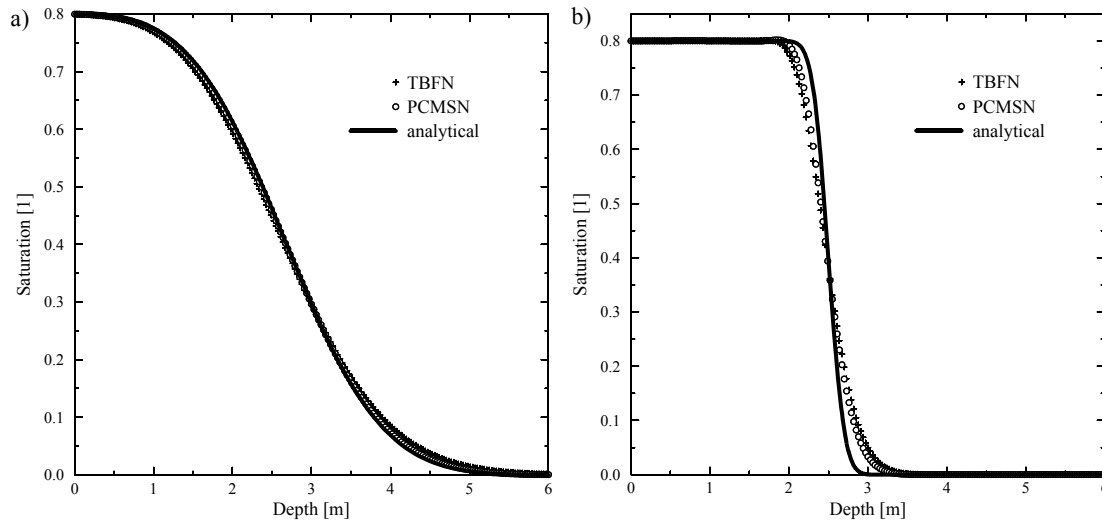 a)
0.8
0.7
0.6
0.5
0.4
0.3
0.2
0.1
0.0
Saturation [1]
TBFN
PCMSN
analytical
0 1 2 3 4 5 6
Depth [m]
b)
0.8
0.7
0.6
0.5
0.4
0.3
0.2
0.1
0.0
Saturation [1]
TBFN
PCMSN
analytical
0 1 2 3 4 5 6
Depth [m]